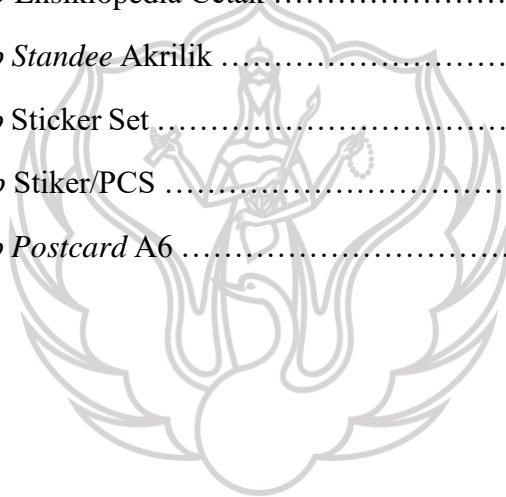 Ensiklopedia Cetak ……………………
Standee Akrilik ………………………
Sticker Set ……………………………
Stiker/PCS ……………………………
Postcard A6 ……………………………